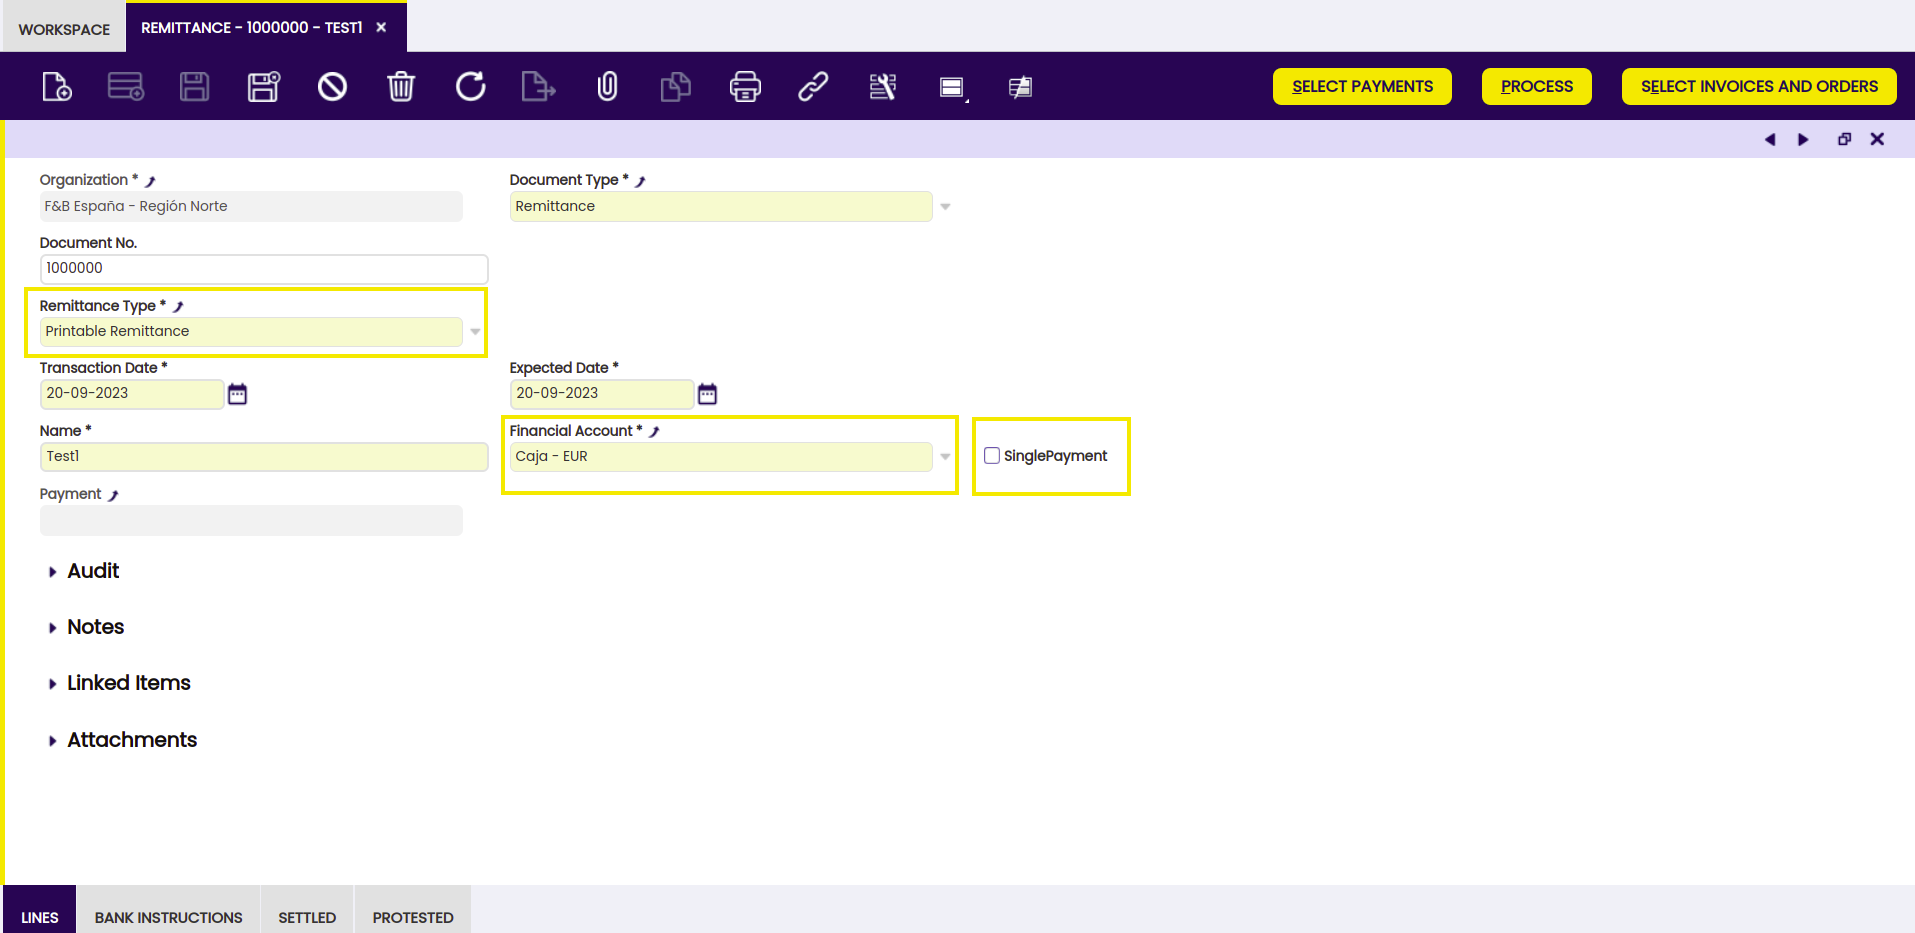 WORKSPACE
REMITTANCE - 1000000 - TEST1
SELECT PAYMENTS
PROCESS
SELECT INVOICES AND ORDERS
Organization *
Document Type *
F&B España - Región Norte
Remittance
Document No.
1000000
Remittance Type *
Printable Remittance
Transaction Date *
Expected Date *
20-09-2023
20-09-2023
Name *
Financial Account *
Test1
Caja - EUR
SinglePayment
Payment
Audit
Notes
Linked Items
Attachments
LINES
BANK INSTRUCTIONS
SETTLED
PROTESTED